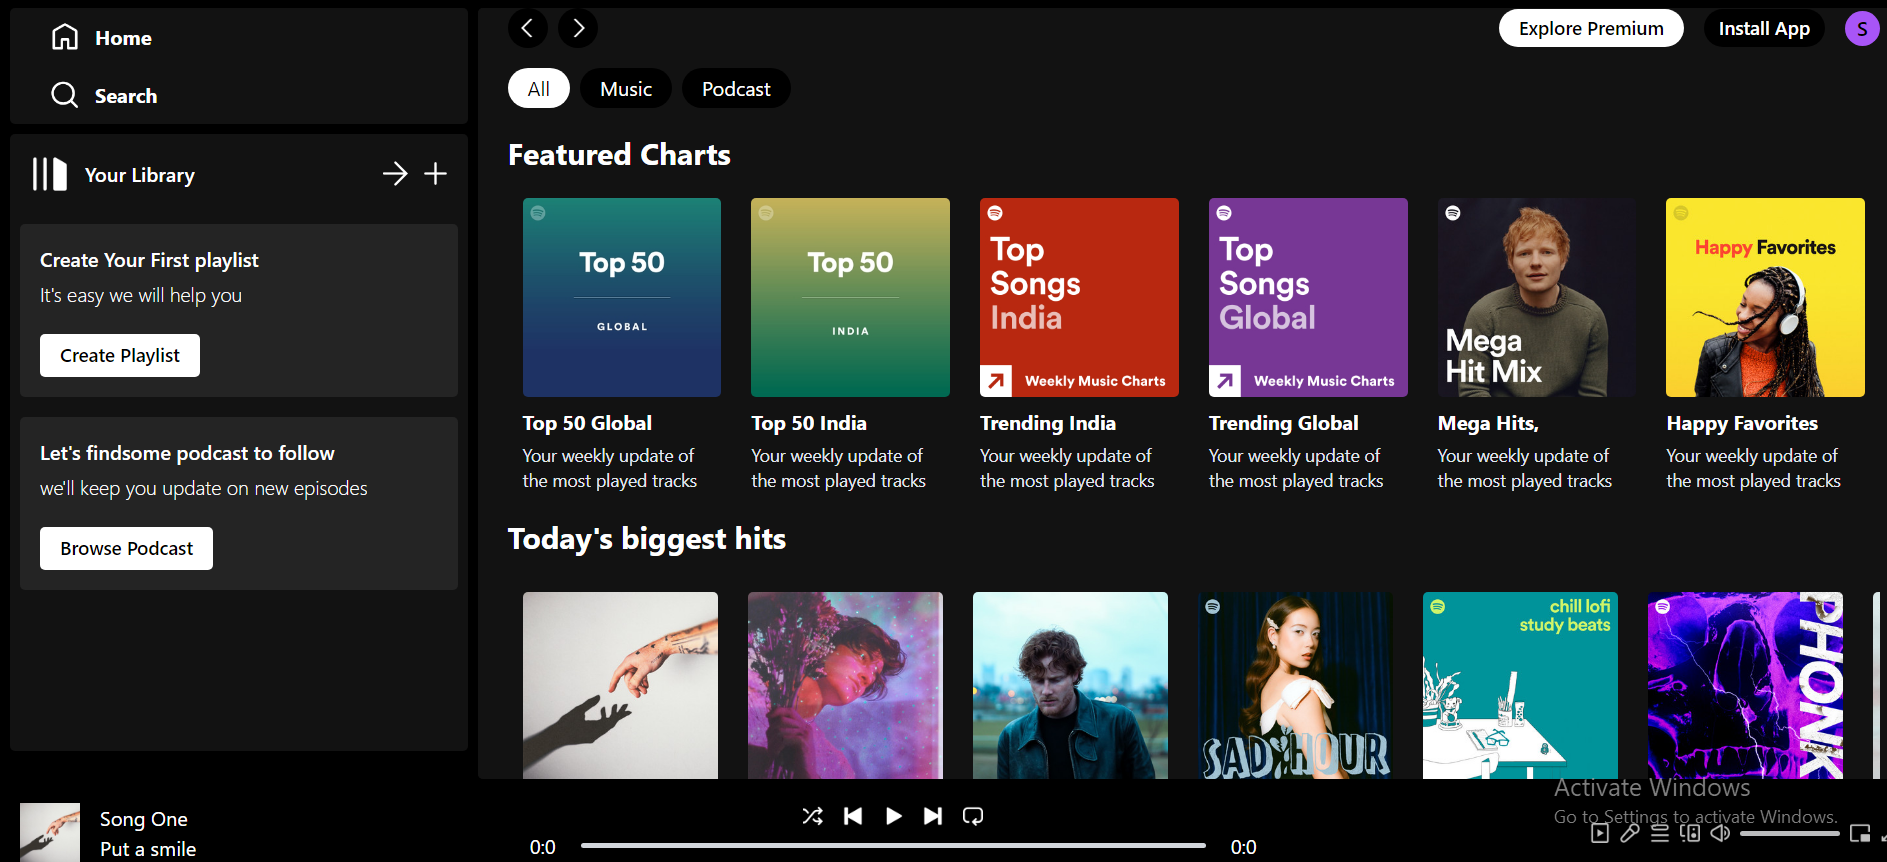 Home
Search
Your Library
Create Your First playlist
It's easy we will help you
Create Playlist
Let's findsome podcast to follow
we'll keep you update on new episodes
Browse Podcast
Explore Premium
Install App
S
All
Music
Podcast
Featured Charts
Top 50
GLOBAL
Top 50 Global
Your weekly update of
the most played tracks
Top 50
INDIA
Top 50 India
Your weekly update of
the most played tracks
Top
Songs
India
Weekly Music Charts
Trending India
Your weekly update of
the most played tracks
Top
Songs
Global
Weekly Music Charts
Trending Global
Your weekly update of
the most played tracks
Mega
Hit Mix
Mega Hits,
Your weekly update of
the most played tracks
Happy Favorites
Happy Favorites
Your weekly update of
the most played tracks
Today's biggest hits
SAD HOUR
chill lofi
study beats
PHONK
Song One
Put a smile
0:0
0:0
Activate Windows
Go to Settings to activate Windows.